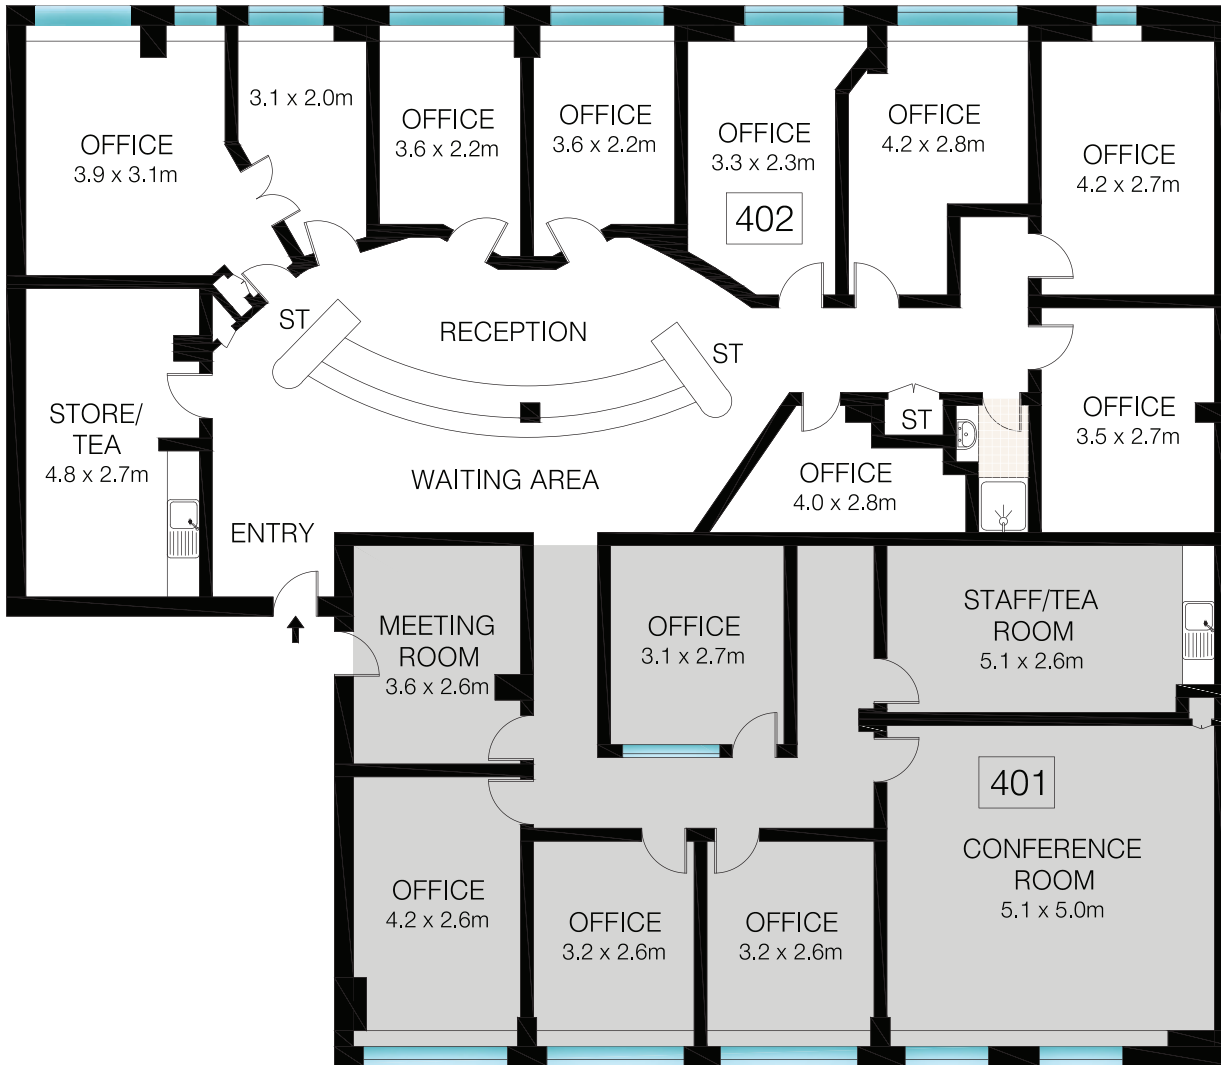 3.1 x 2.0m
OFFICE
3.9 x 3.1m
OFFICE
3.6 x 2.2m
OFFICE
3.6 x 2.2m
OFFICE
3.3 x 2.3m
402
OFFICE
4.2 x 2.8m
OFFICE
4.2 x 2.7m
ST
RECEPTION
ST
STORE/
TEA
4.8 x 2.7m
WAITING AREA
ENTRY
OFFICE
4.0 x 2.8m
ST
OFFICE
3.5 x 2.7m
MEETING
ROOM
3.6 x 2.6m
OFFICE
3.1 x 2.7m
STAFF/TEA
ROOM
5.1 x 2.6m
401
CONFERENCE
ROOM
5.1 x 5.0m
OFFICE
4.2 x 2.6m
OFFICE
3.2 x 2.6m
OFFICE
3.2 x 2.6m